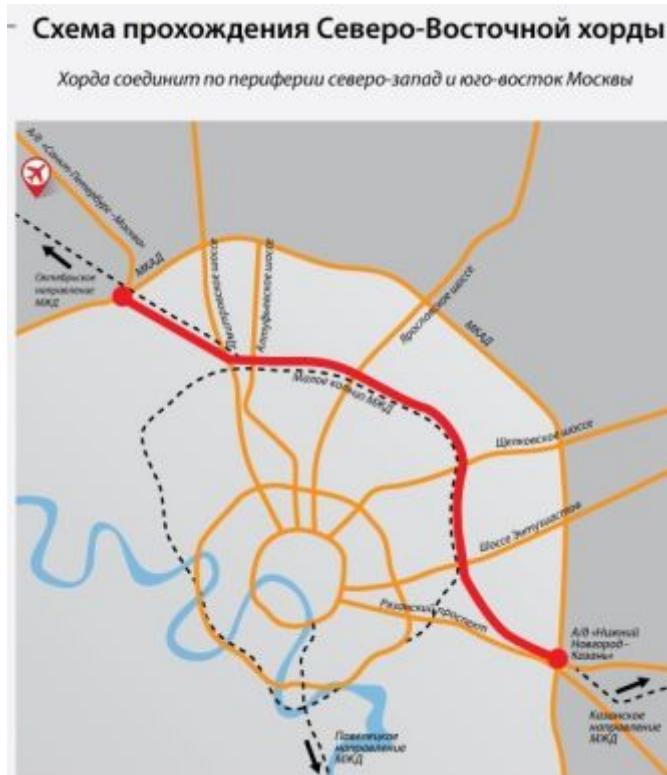 Схема прохождения Северо-Восточной хорды
Хорда соединит по периферии северо-запад и юго-восток Москвы
А/д «Санкт-Петербург–Москва»
МКАД
Октябрьское
направление
МЖД
Дмитровское шоссе
Алтуфьевское шоссе
Ярославское шоссе
МКАД
Малое кольцо МЖД
Щелковское шоссе
Шоссе Энтузиастов
Рязанский проспект
А/д «Нижний
Новгород–
Казань»
Казанское
направление
МЖД
Павелецкое
направление
МЖД